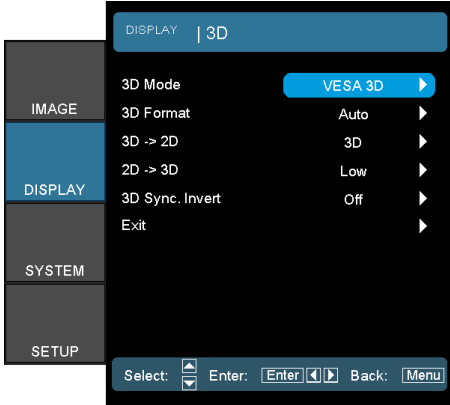 DISPLAY | 3D
IMAGE
DISPLAY
SYSTEM
SETUP
3D Mode VESA 3D
3D Format Auto
3D -> 2D 3D
2D -> 3D Low
3D Sync. Invert Off
Exit
Select: Enter: Enter Back: Menu